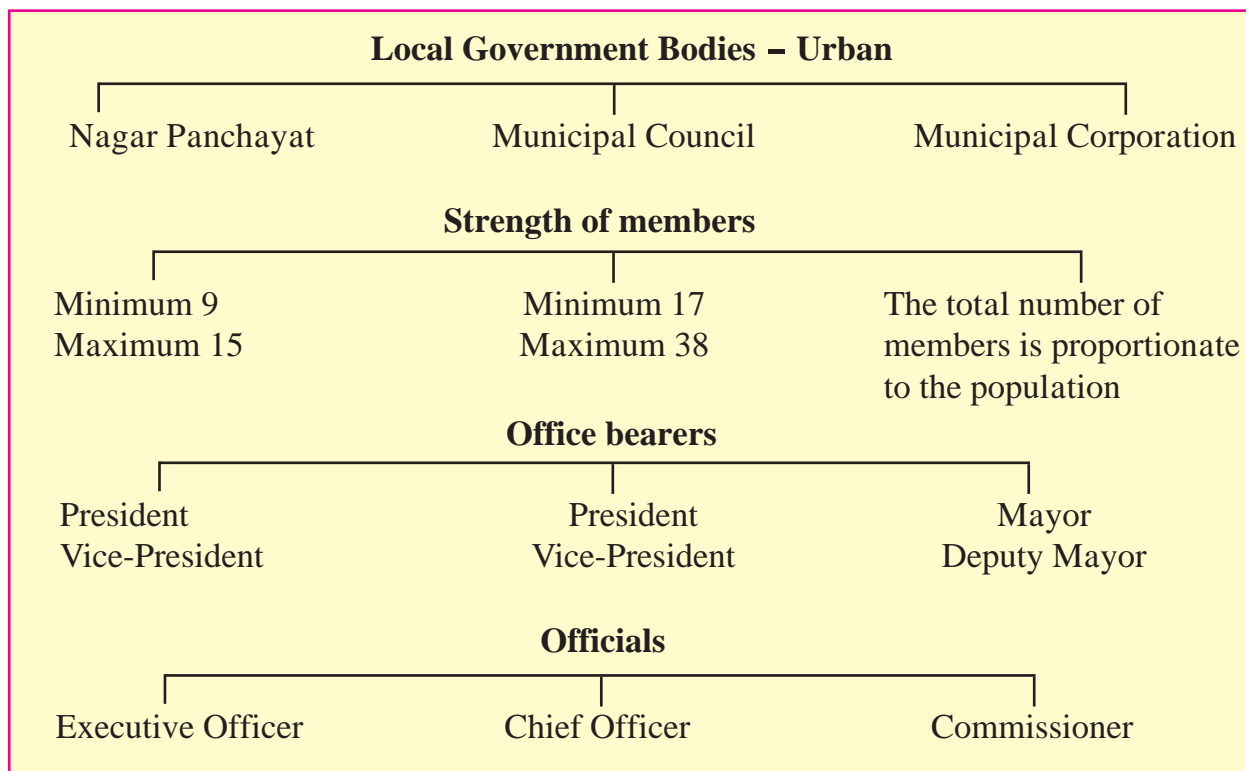 Local Government Bodies – Urban
Nagar Panchayat Municipal Council Municipal Corporation
Strength of members
Minimum 9 Minimum 17 The total number of
Maximum 15 Maximum 38 members is proportionate
to the population
Office bearers
President President Mayor
Vice-President Vice-President Deputy Mayor
Officials
Executive Officer Chief Officer Commissioner